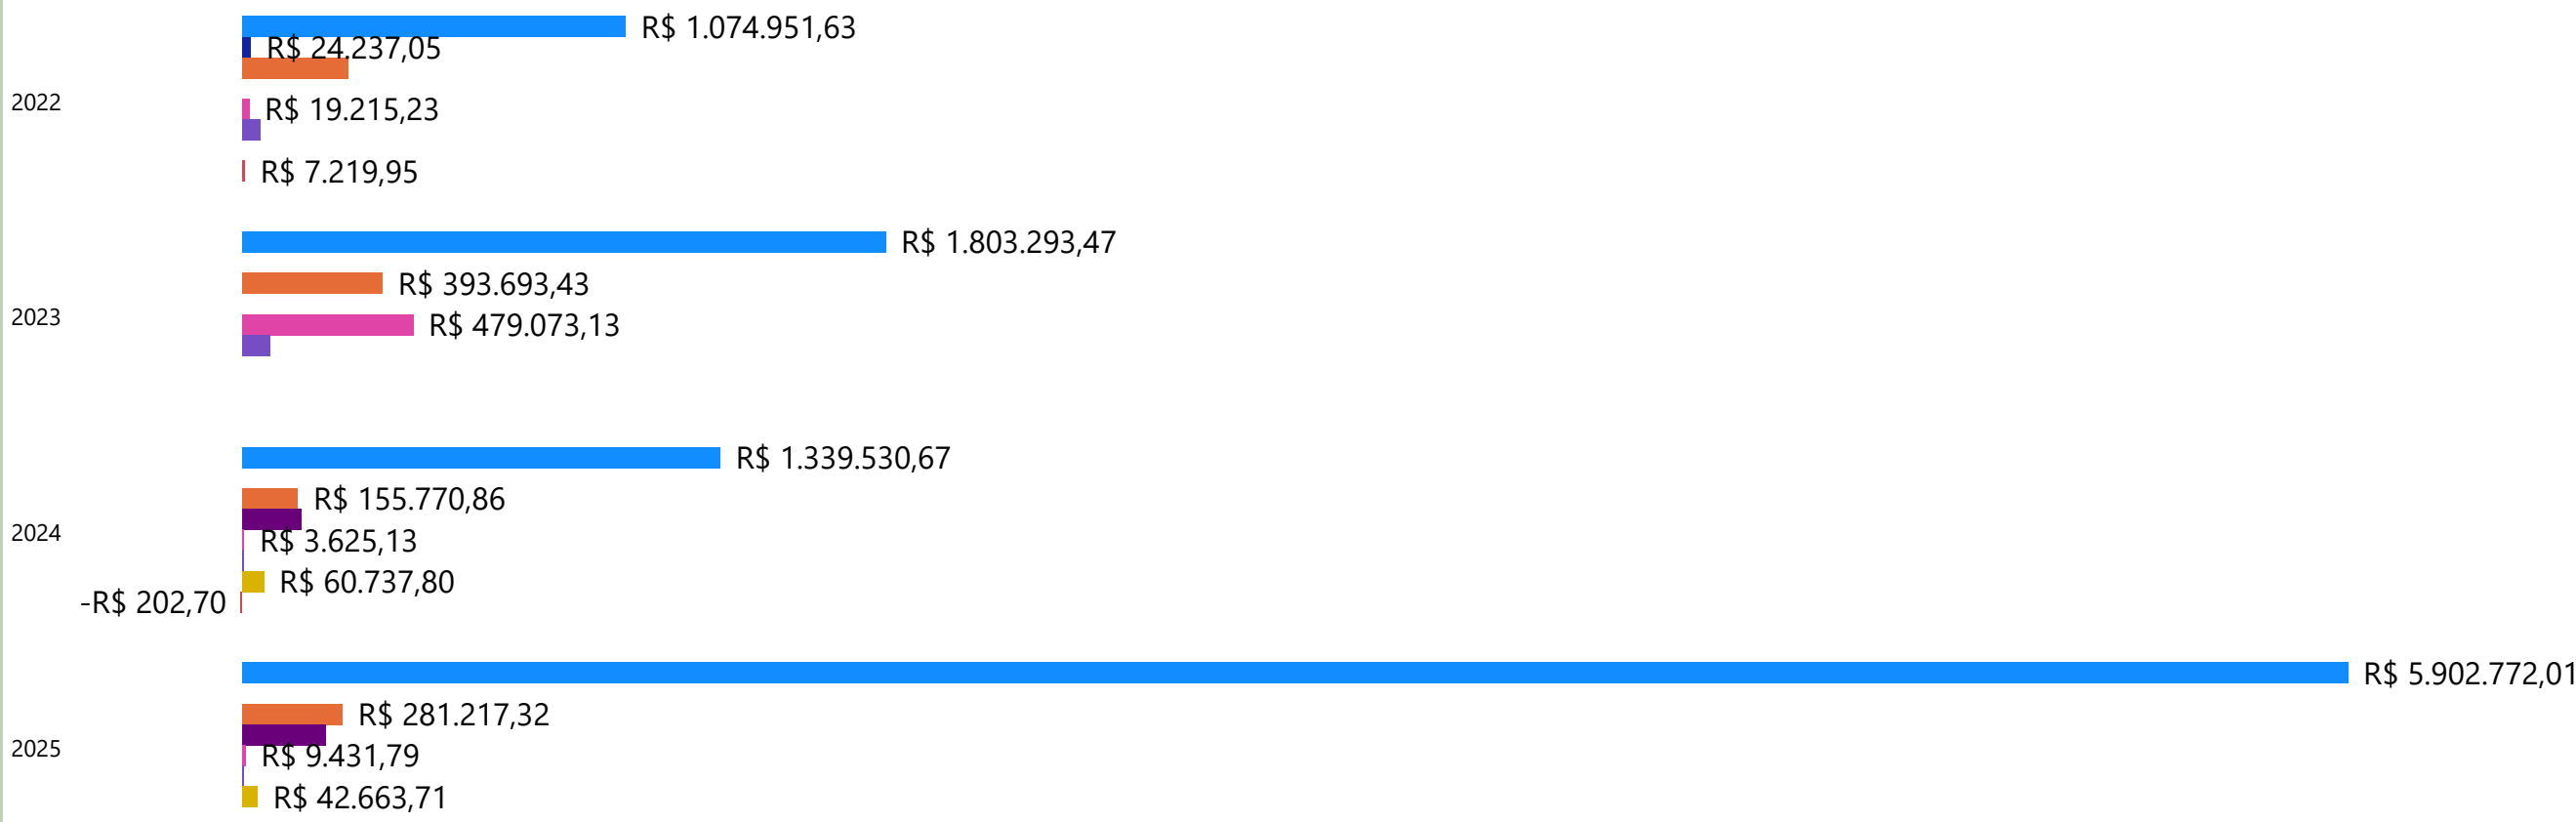 R$ 1.074.951,63
R$ 24.237,05
2022
R$ 19.215,23
R$ 7.219,95
R$ 1.803.293,47
R$ 393.693,43
2023
R$ 479.073,13
R$ 1.339.530,67
R$ 155.770,86
2024
R$ 3.625,13
R$ 60.737,80
-R$ 202,70
R$ 5.902.772,01
R$ 281.217,32
2025
R$ 9.431,79
R$ 42.663,71